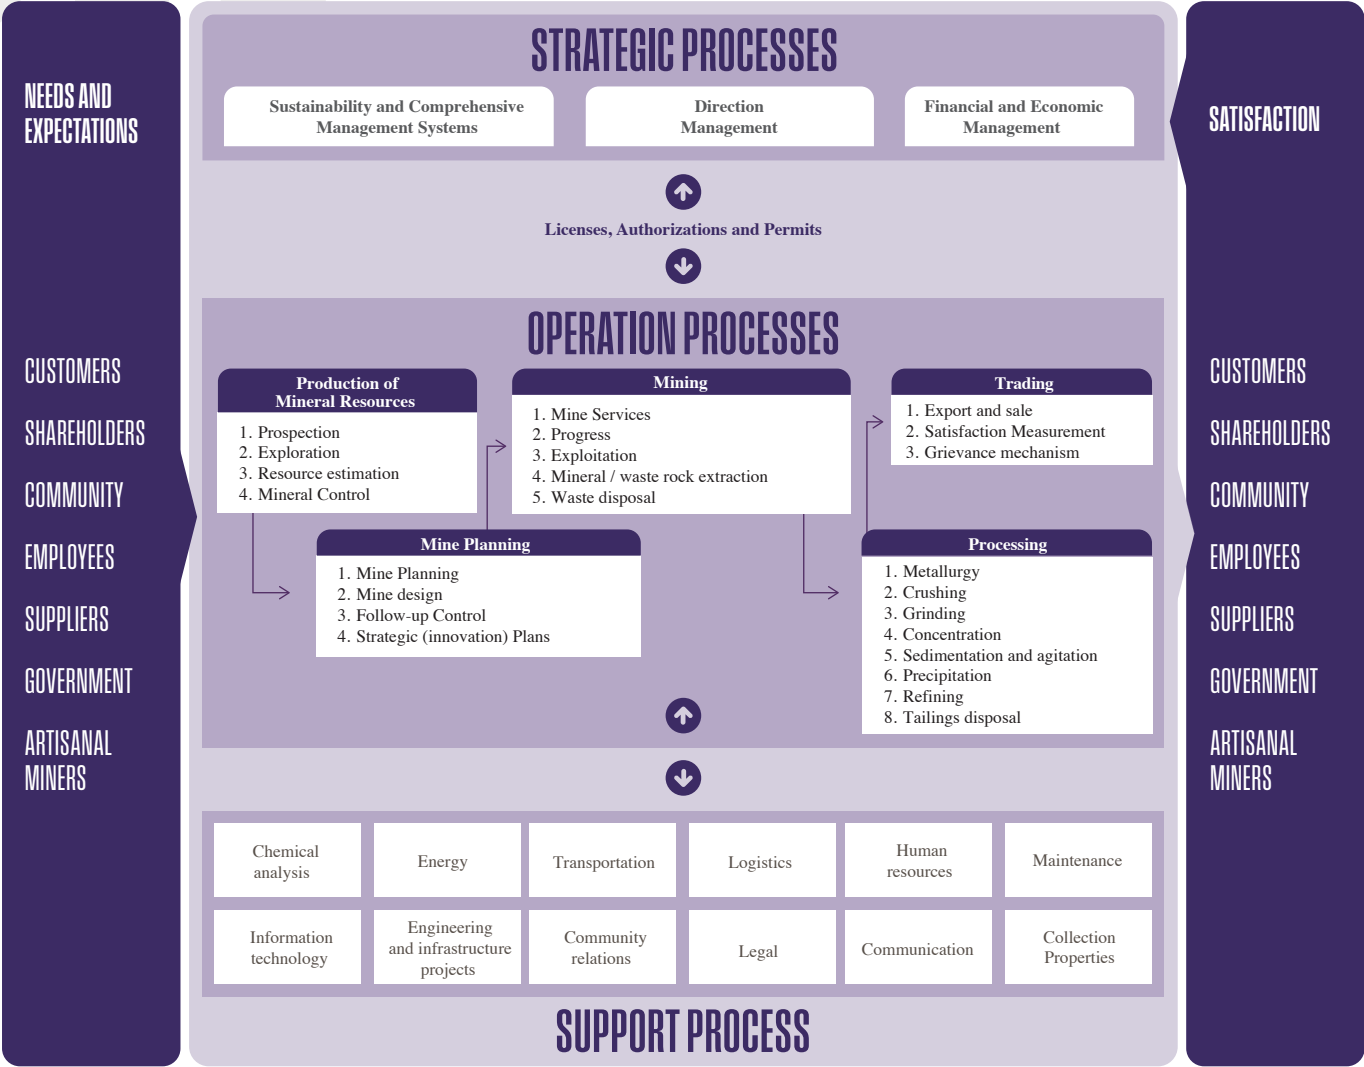 NEEDS AND
EXPECTATIONS
CUSTOMERS
SHAREHOLDERS
COMMUNITY
EMPLOYEES
SUPPLIERS
GOVERNMENT
ARTISANAL
MINERS
STRATEGIC PROCESSES
Sustainability and Comprehensive
Management Systems
Direction
Management
Financial and Economic
Management
Licenses, Authorizations and Permits
OPERATION PROCESSES
Production of
Mineral Resources
1. Prospection
2. Exploration
3. Resource estimation
4. Mineral Control
Mine Planning
1. Mine Planning
2. Mine design
3. Follow-up Control
4. Strategic (innovation) Plans
Mining
1. Mine Services
2. Progress
3. Exploitation
4. Mineral / waste rock extraction
5. Waste disposal
Processing
1. Metallurgy
2. Crushing
3. Grinding
4. Concentration
5. Sedimentation and agitation
6. Precipitation
7. Refining
8. Tailings disposal
Trading
1. Export and sale
2. Satisfaction Measurement
3. Grievance mechanism
Chemical
analysis
Energy
Transportation
Logistics
Human
resources
Maintenance
Information
technology
Engineering
and infrastructure
projects
Community
relations
Legal
Communication
Collection
Properties
SUPPORT PROCESS
SATISFACTION
CUSTOMERS
SHAREHOLDERS
COMMUNITY
EMPLOYEES
SUPPLIERS
GOVERNMENT
ARTISANAL
MINERS